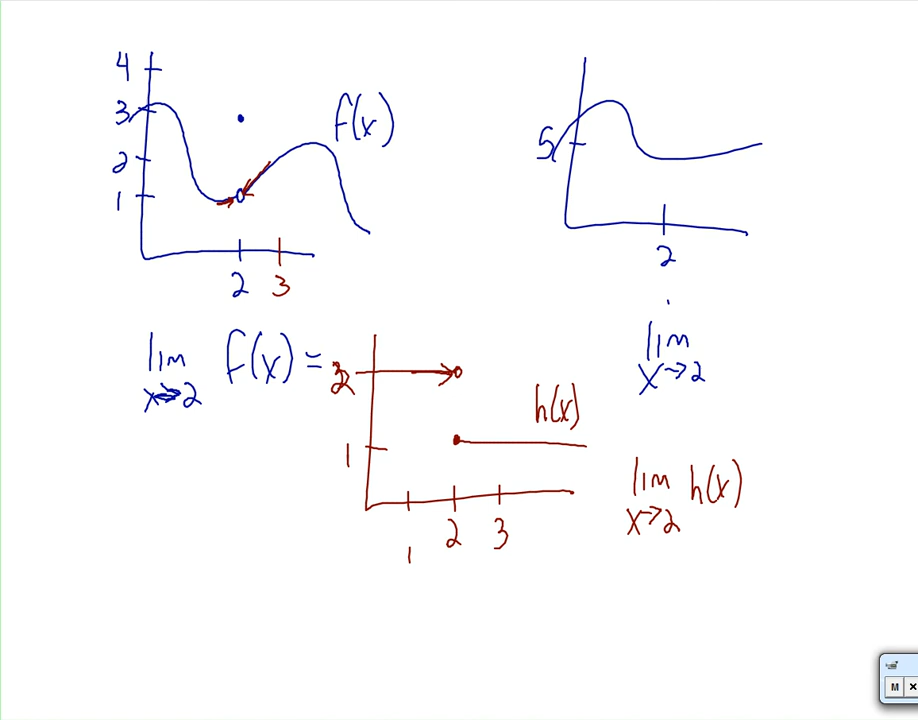 4
3
2
1
f(x)
2 3
5
2
lim f(x) =
x→2
lim
x→2
2
1
h(x)
1 2 3
lim h(x)
x→2
M ×